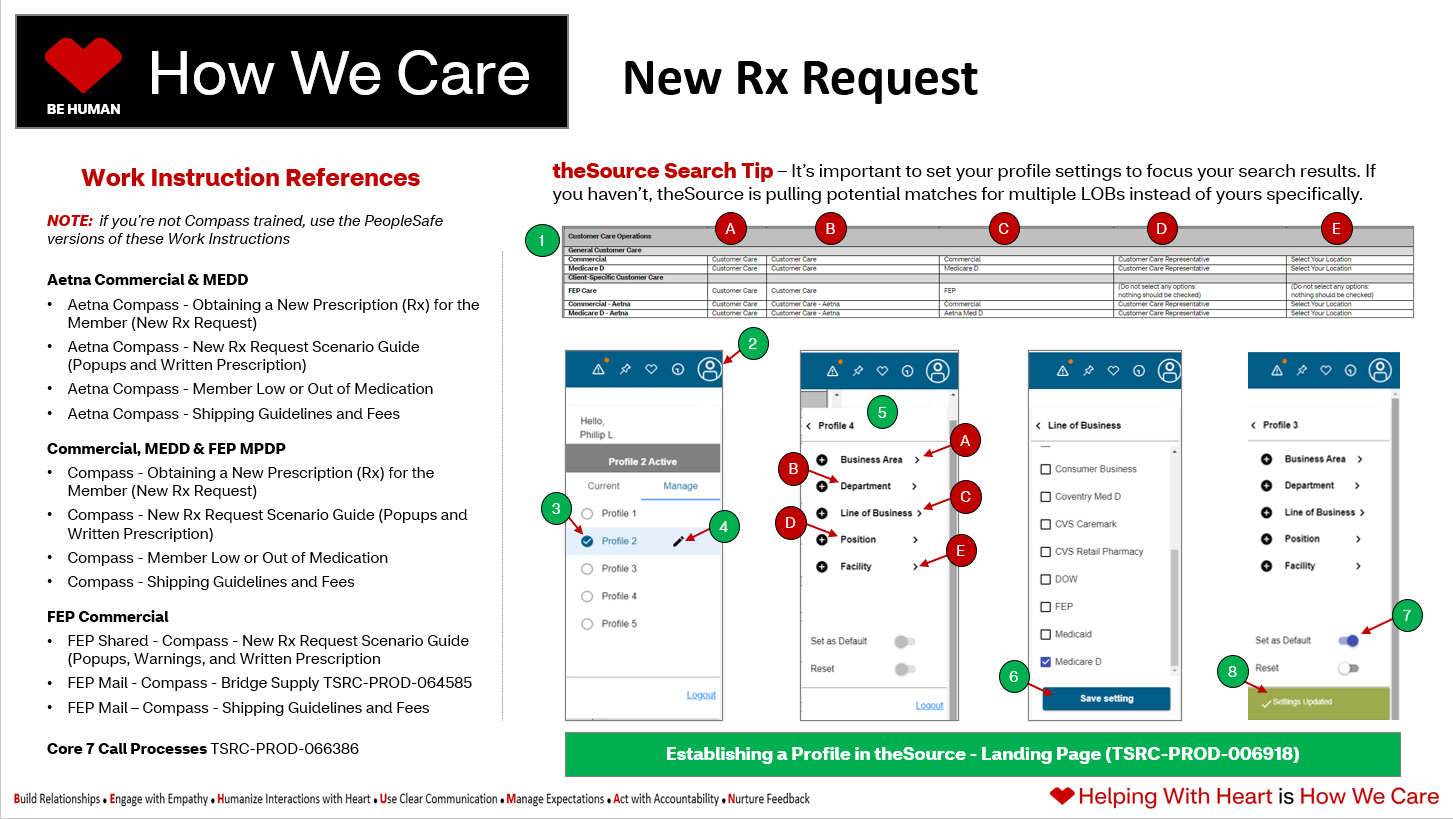 How We Care
BE HUMAN
New Rx Request
Work Instruction References
NOTE: if you're not Compass trained, use the PeopleSafe
versions of these Work Instructions
Aetna Commercial & MEDD
• Aetna Compass - Obtaining a New Prescription (Rx) for the
Member (New Rx Request)
• Aetna Compass - New Rx Request Scenario Guide
(Popups and Written Prescription)
• Aetna Compass - Member Low or Out of Medication
• Aetna Compass - Shipping Guidelines and Fees
Commercial, MEDD & FEP MPDP
• Compass - Obtaining a New Prescription (Rx) for the
Member (New Rx Request)
• Compass - New Rx Request Scenario Guide (Popups and
Written Prescription)
• Compass - Member Low or Out of Medication
• Compass - Shipping Guidelines and Fees
FEP Commercial
• FEP Shared - Compass - New Rx Request Scenario Guide
(Popups, Warnings, and Written Prescription
• FEP Mail - Compass - Bridge Supply TSRC-PROD-064585
• FEP Mail – Compass - Shipping Guidelines and Fees
Core 7 Call Processes TSRC-PROD-066386
theSource Search Tip – It's important to set your profile settings to focus your search results. If
you haven't, theSource is pulling potential matches for multiple LOBs instead of yours specifically.
1
A B C D E
Customer Care Operations
General Customer Care
Commercial Customer Care Customer Care Commercial Customer Care Representative Select Your Location
Medicare D Customer Care Customer Care Medicare D Customer Care Representative Select Your Location
Client-Specific Customer Care
FEP Care Customer Care Customer Care FEP (Do not select any options: nothing should be checked) (Do not select any options: nothing should be checked)
Commercial - Aetna Customer Care Customer Care - Aetna Commercial Customer Care Representative Select Your Location
Medicare D - Aetna Customer Care Customer Care - Aetna Aetna Med D Customer Care Representative Select Your Location
2
Hello,
Phillip L.
Profile 2 Active
Current Manage
Profile 1
3
Profile 2
4
Profile 3
Profile 4
Profile 5
Logout
5
Profile 4
A
Business Area
B
Department
C
Line of Business
D
Position
E
Facility
Set as Default
Reset
Logout
Line of Business
Consumer Business
Coventry Med D
CVS Caremark
CVS Retail Pharmacy
DOW
FEP
Medicaid
Medicare D
6
Save setting
Profile 3
Business Area
Department
Line of Business
Position
Facility
7
Set as Default
Reset
8
Settings Updated
Establishing a Profile in theSource - Landing Page (TSRC-PROD-006918)
Build Relationships • Engage with Empathy • Humanize Interactions with Heart • Use Clear Communication • Manage Expectations • Act with Accountability • Nurture Feedback
Helping With Heart is How We Care